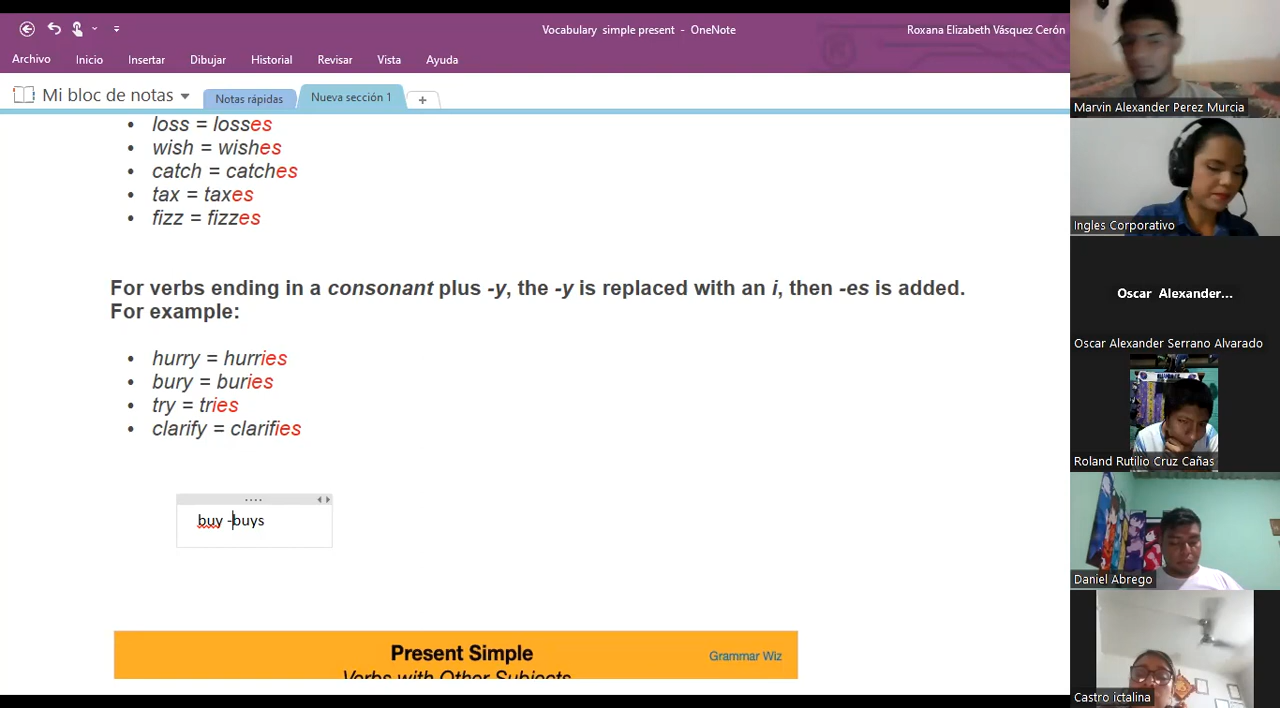 Vocabulary simple present - OneNote
Roxana Elizabeth Vásquez Cerón
Archivo Inicio Insertar Dibujar Historial Revisar Vista Ayuda
Mi bloc de notas Notas rápidas Nueva sección 1 +
• loss = losses
• wish = wishes
• catch = catches
• tax = taxes
• fizz = fizzes
For verbs ending in a consonant plus -y, the -y is replaced with an i, then -es is added.
For example:
• hurry = hurries
• bury = buries
• try = tries
• clarify = clarifies
buy -buys
Present Simple
Grammar Wiz
Verbs with Other Subjects
Marvin Alexander Perez Murcia
Ingles Corporativo
Oscar Alexander...
Oscar Alexander Serrano Alvarado
Roland Rutilio Cruz Cañas
Daniel Abrego
Castro ictalina